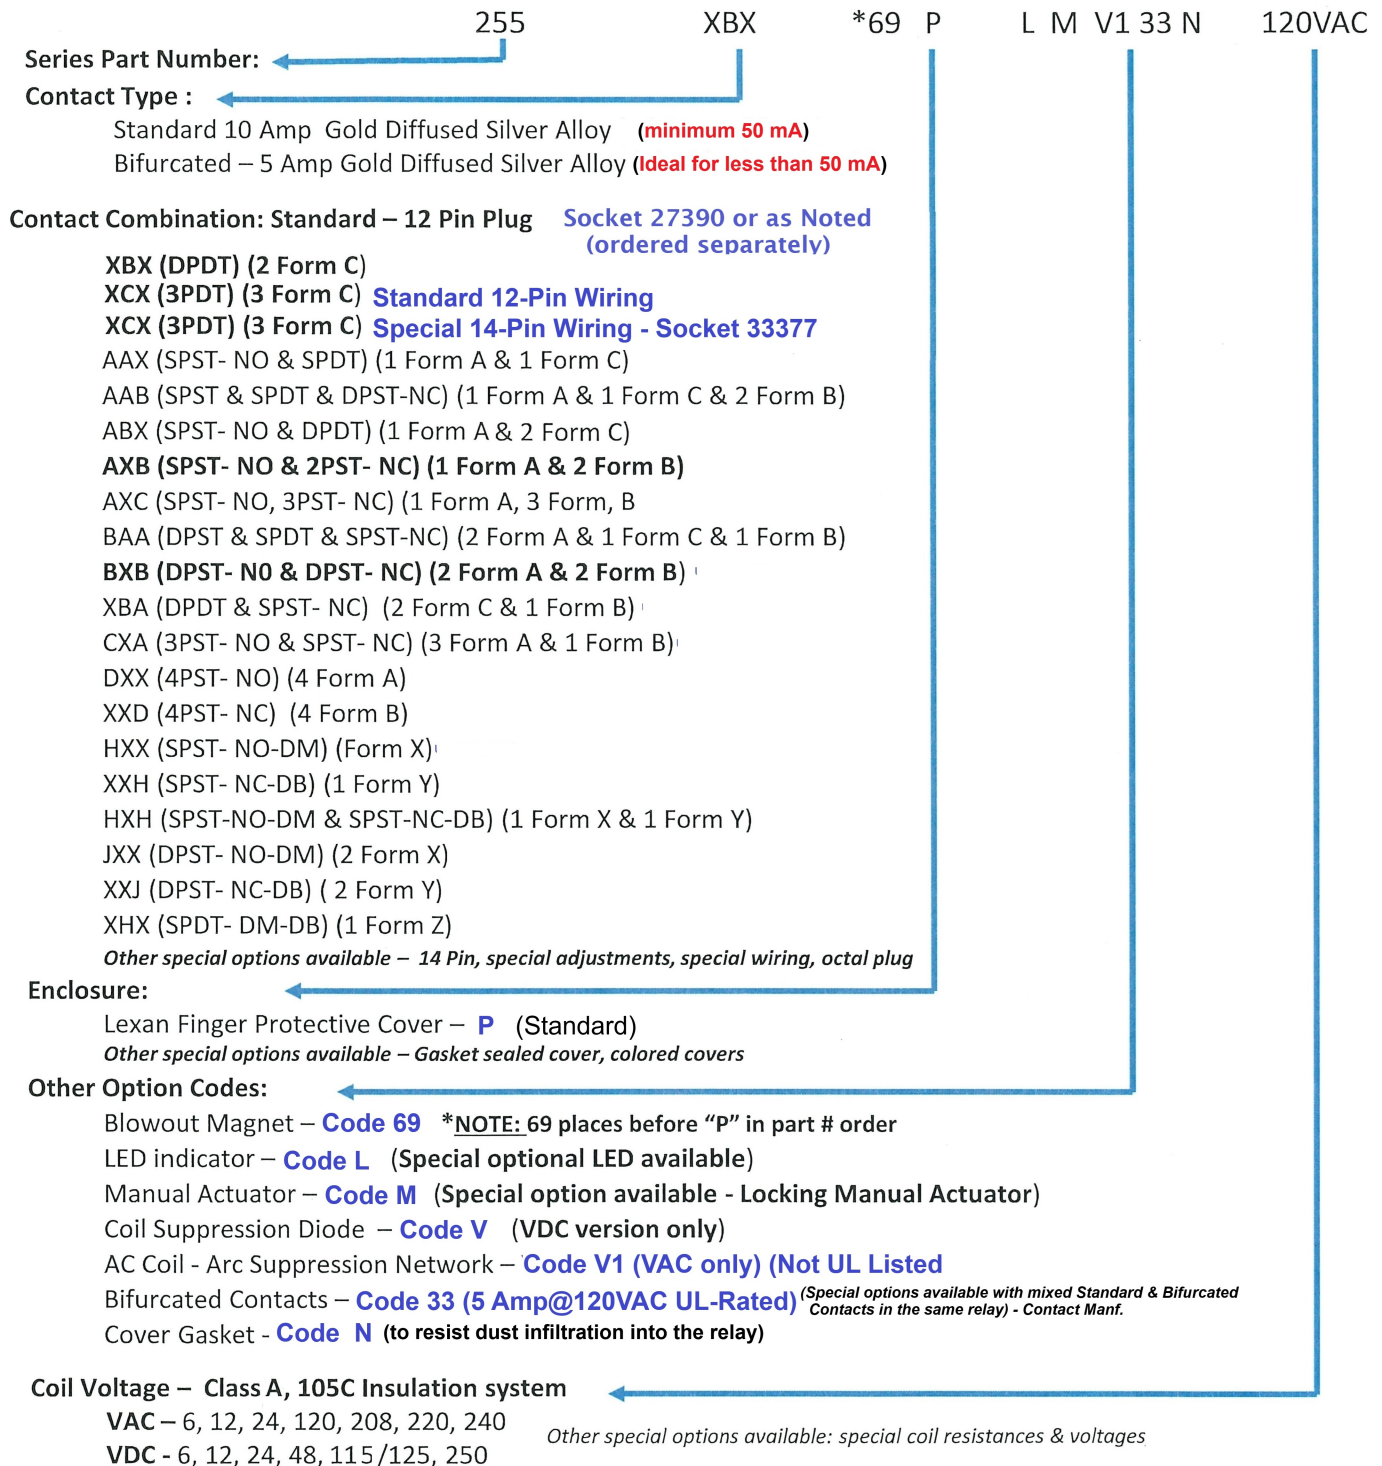 255 XBX *69 P L M V1 33 N 120VAC
Series Part Number:
Contact Type :
Standard 10 Amp Gold Diffused Silver Alloy (minimum 50 mA)
Bifurcated – 5 Amp Gold Diffused Silver Alloy (Ideal for less than 50 mA)
Contact Combination: Standard – 12 Pin Plug Socket 27390 or as Noted
(ordered separately)
XBX (DPDT) (2 Form C)
XCX (3PDT) (3 Form C) Standard 12-Pin Wiring
XCX (3PDT) (3 Form C) Special 14-Pin Wiring - Socket 33377
AAX (SPST- NO & SPDT) (1 Form A & 1 Form C)
AAB (SPST & SPDT & DPST-NC) (1 Form A & 1 Form C & 2 Form B)
ABX (SPST- NO & DPDT) (1 Form A & 2 Form C)
AXB (SPST- NO & 2PST- NC) (1 Form A & 2 Form B)
AXC (SPST- NO, 3PST- NC) (1 Form A, 3 Form, B
BAA (DPST & SPDT & SPST-NC) (2 Form A & 1 Form C & 1 Form B)
BXB (DPST- N0 & DPST- NC) (2 Form A & 2 Form B)
XBA (DPDT & SPST- NC) (2 Form C & 1 Form B)
CXA (3PST- NO & SPST- NC) (3 Form A & 1 Form B)
DXX (4PST- NO) (4 Form A)
XXD (4PST- NC) (4 Form B)
HXX (SPST- NO-DM) (Form X)
XXH (SPST- NC-DB) (1 Form Y)
HXH (SPST-NO-DM & SPST-NC-DB) (1 Form X & 1 Form Y)
JXX (DPST- NO-DM) (2 Form X)
XXJ (DPST- NC-DB) ( 2 Form Y)
XHX (SPDT- DM-DB) (1 Form Z)
Other special options available – 14 Pin, special adjustments, special wiring, octal plug
Enclosure:
Lexan Finger Protective Cover – P (Standard)
Other special options available – Gasket sealed cover, colored covers
Other Option Codes:
Blowout Magnet – Code 69 *NOTE: 69 places before “P” in part # order
LED indicator – Code L (Special optional LED available)
Manual Actuator – Code M (Special option available - Locking Manual Actuator)
Coil Suppression Diode – Code V (VDC version only)
AC Coil - Arc Suppression Network – Code V1 (VAC only) (Not UL Listed
Bifurcated Contacts – Code 33 (5 Amp@120VAC UL-Rated) (Special options available with mixed Standard & Bifurcated
Contacts in the same relay) - Contact Manf.
Cover Gasket - Code N (to resist dust infiltration into the relay)
Coil Voltage – Class A, 105C Insulation system
VAC – 6, 12, 24, 120, 208, 220, 240
Other special options available: special coil resistances & voltages
VDC - 6, 12, 24, 48, 115/125, 250